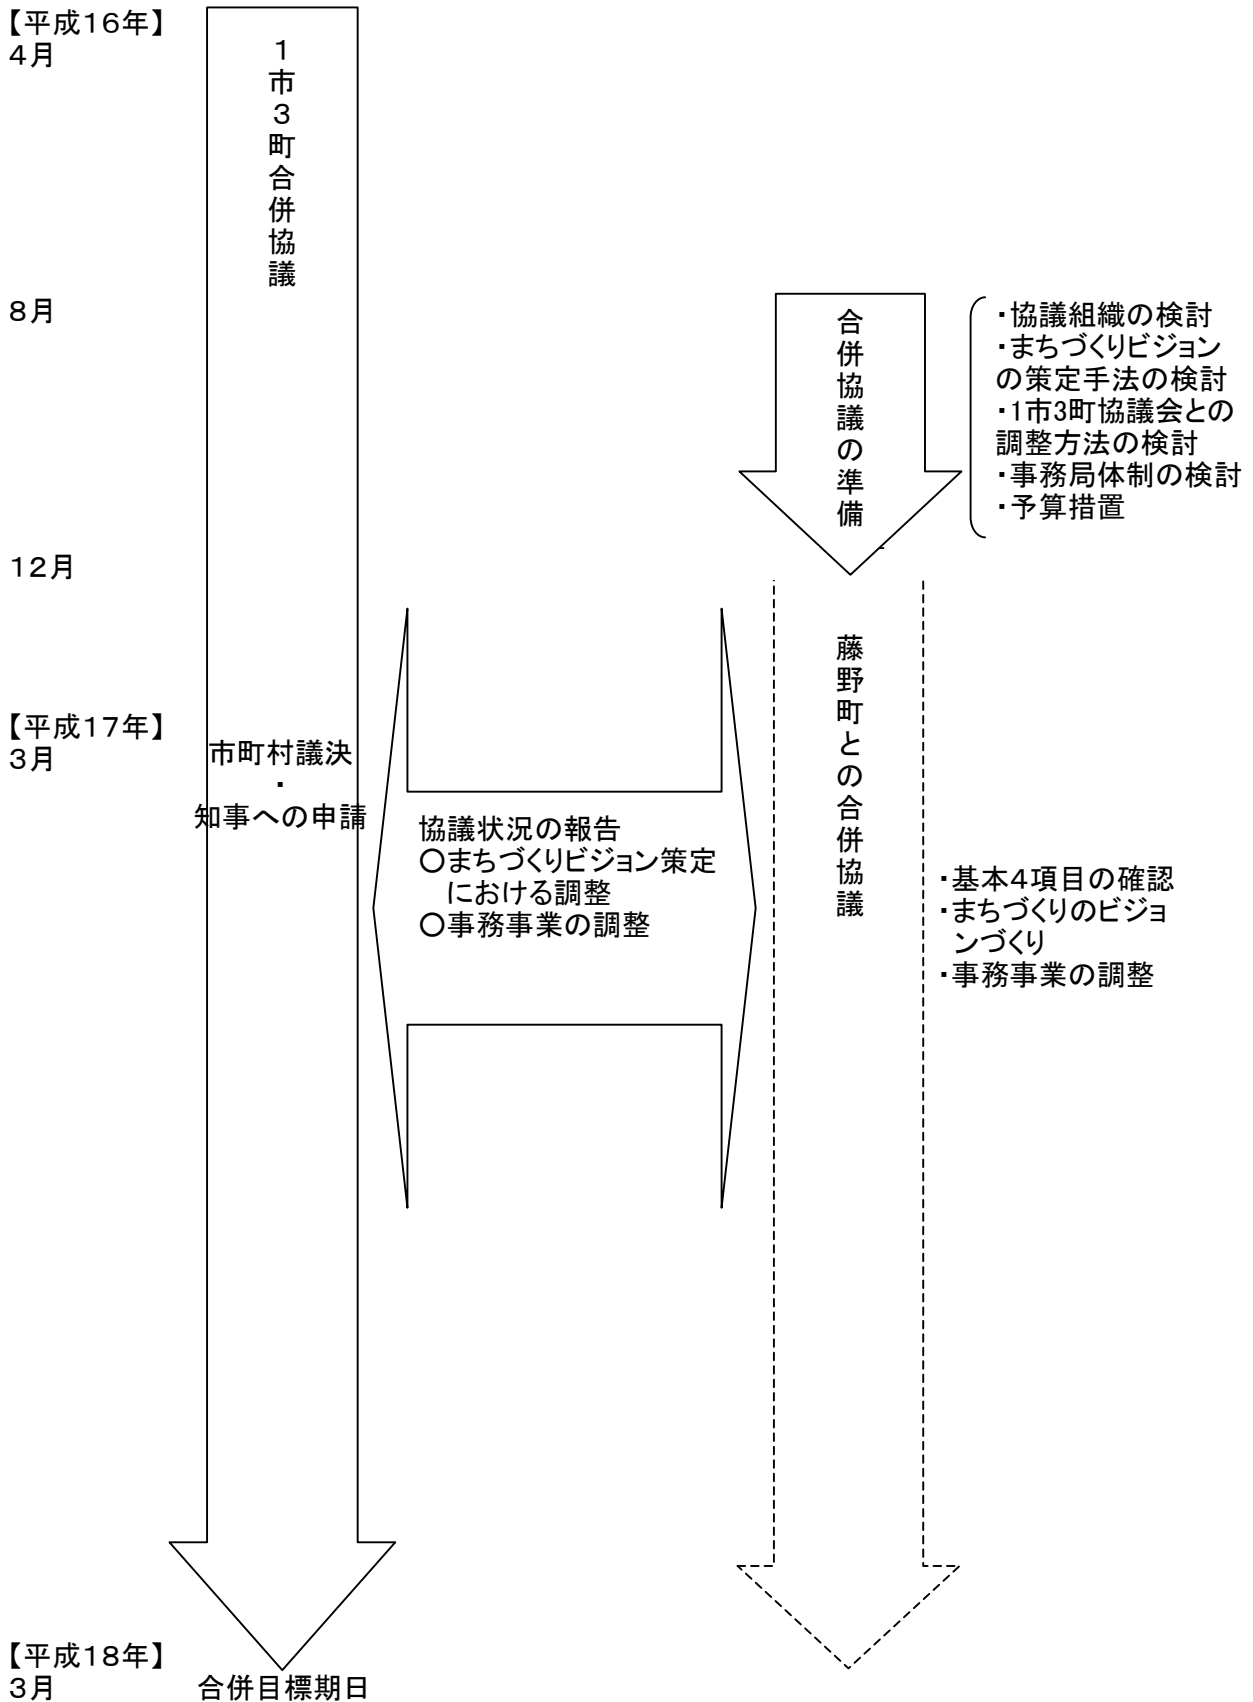 【平成１６年】
４月
１市３町合併協議
８月
合併協議の準備
・協議組織の検討
・まちづくりビジョン
の策定手法の検討
・1市3町協議会との
調整方法の検討
・事務局体制の検討
・予算措置
１２月
藤野町との合併協議
【平成１７年】
３月
市町村議決
・
知事への申請
協議状況の報告
○まちづくりビジョン策定
における調整
○事務事業の調整
・基本４項目の確認
・まちづくりのビジョ
ンづくり
・事務事業の調整
【平成１８年】
３月
合併目標期日